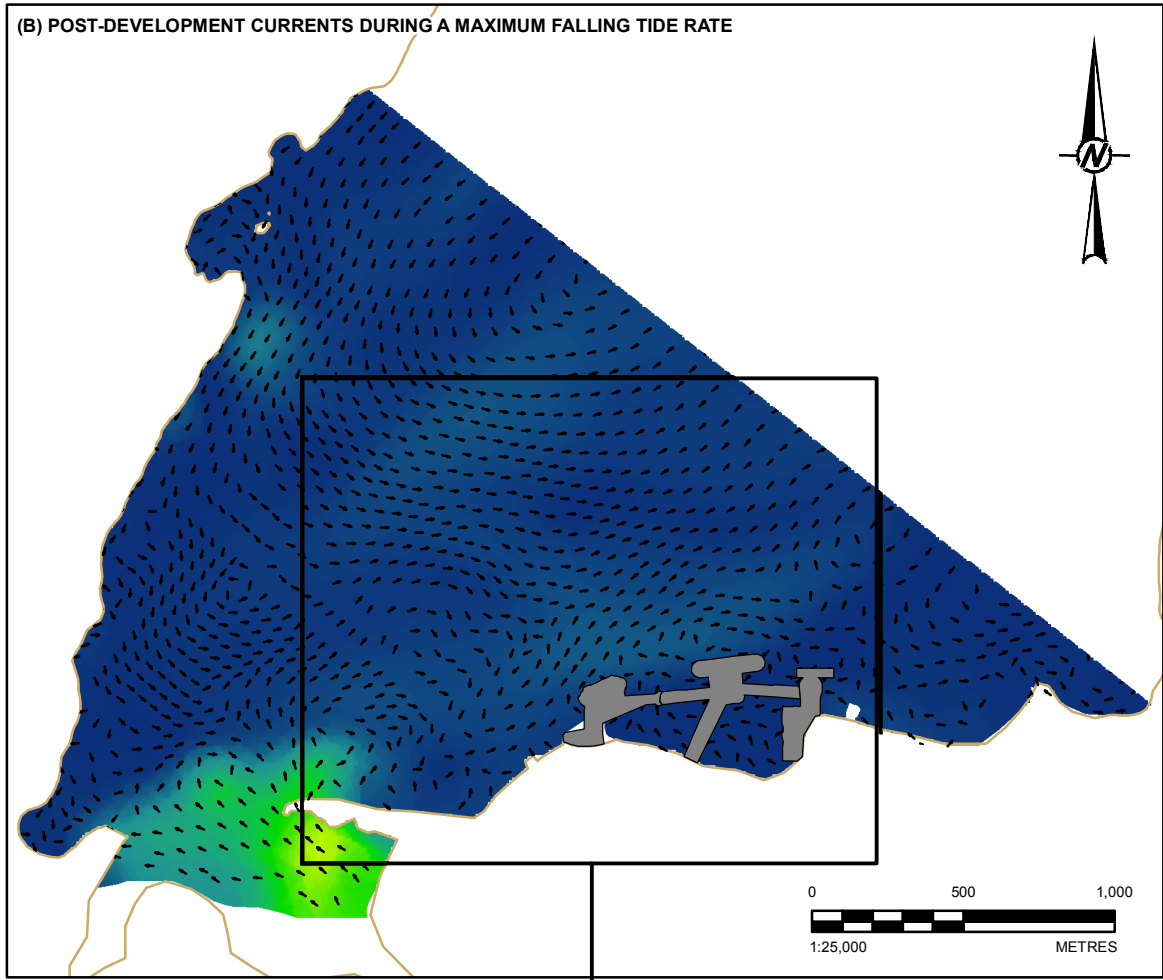 (B) POST-DEVELOPMENT CURRENTS DURING A MAXIMUM FALLING TIDE RATE
N
0 500 1,000
1:25,000 METRES